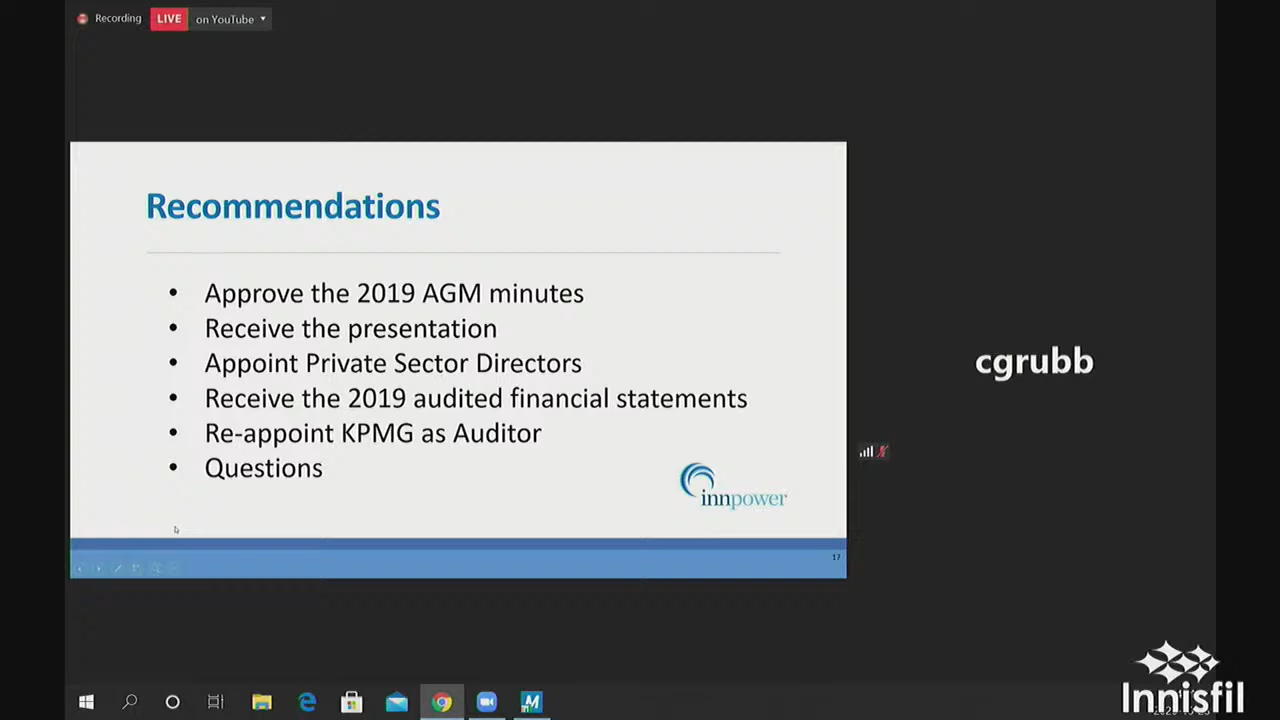 Recording LIVE on YouTube
Recommendations
• Approve the 2019 AGM minutes
• Receive the presentation
• Appoint Private Sector Directors
• Receive the 2019 audited financial statements
• Re-appoint KPMG as Auditor
• Questions
innpower
17
cgrubb
Innisfil